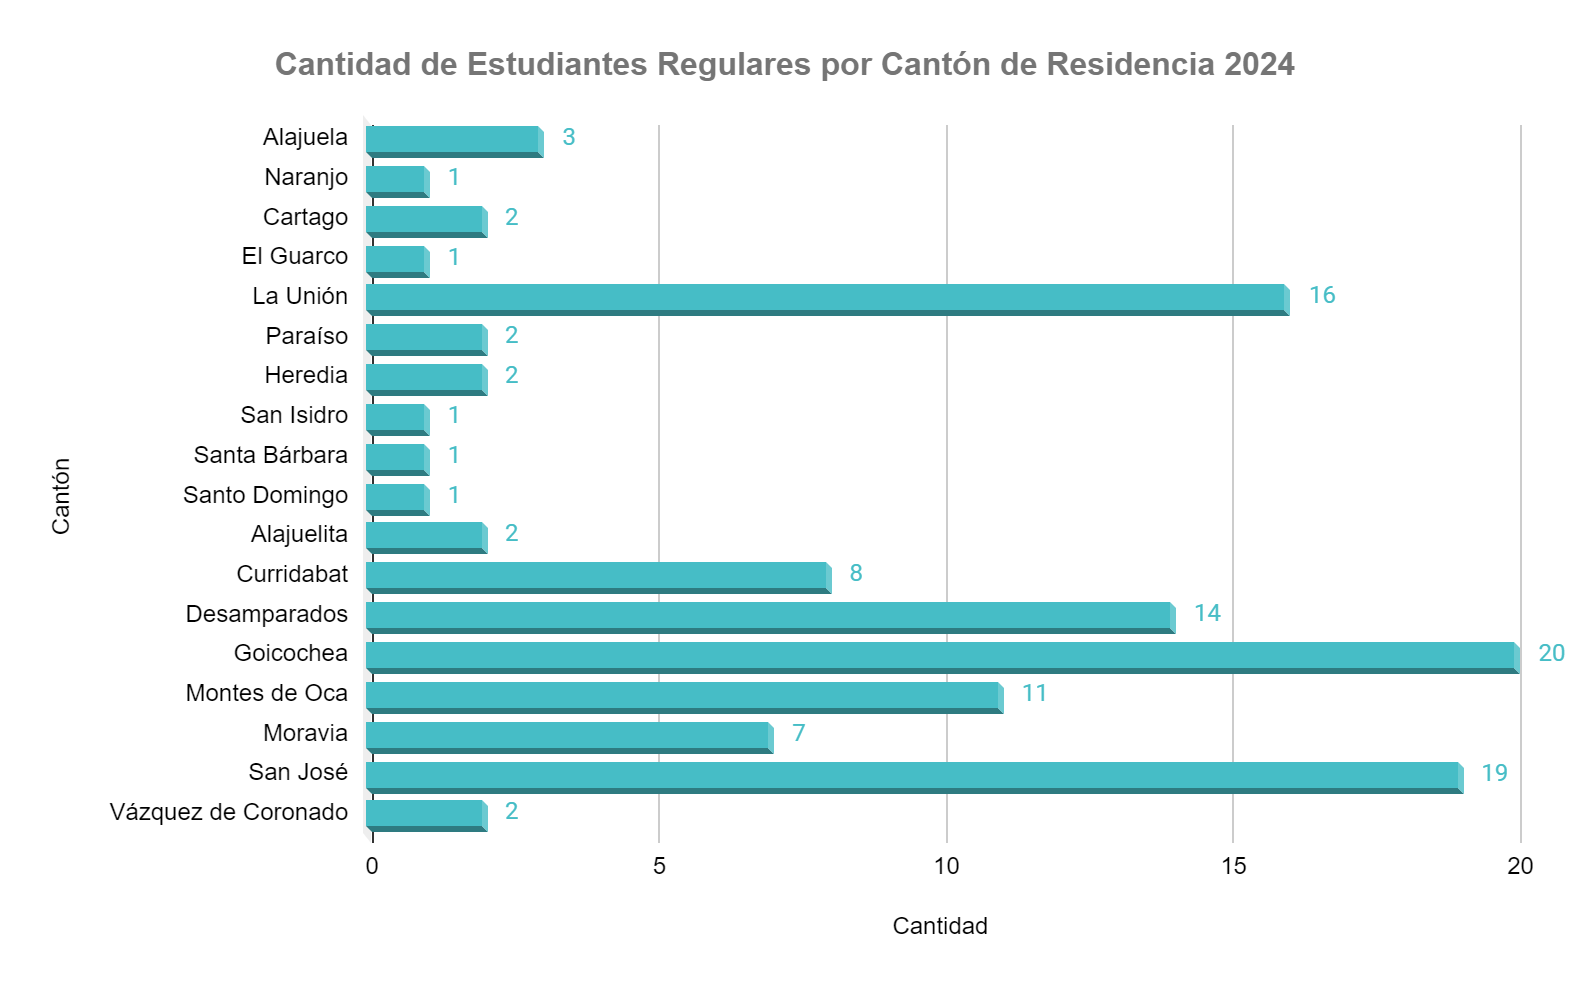 Cantidad de Estudiantes Regulares por Cantón de Residencia 2024
Alajuela 3
Naranjo 1
Cartago 2
El Guarco 1
La Unión 16
Paraíso 2
Heredia 2
San Isidro 1
Santa Bárbara 1
Santo Domingo 1
Alajuelita 2
Curridabat 8
Desamparados 14
Goicochea 20
Montes de Oca 11
Moravia 7
San José 19
Vázquez de Coronado 2
Cantón
0 5 10 15 20
Cantidad